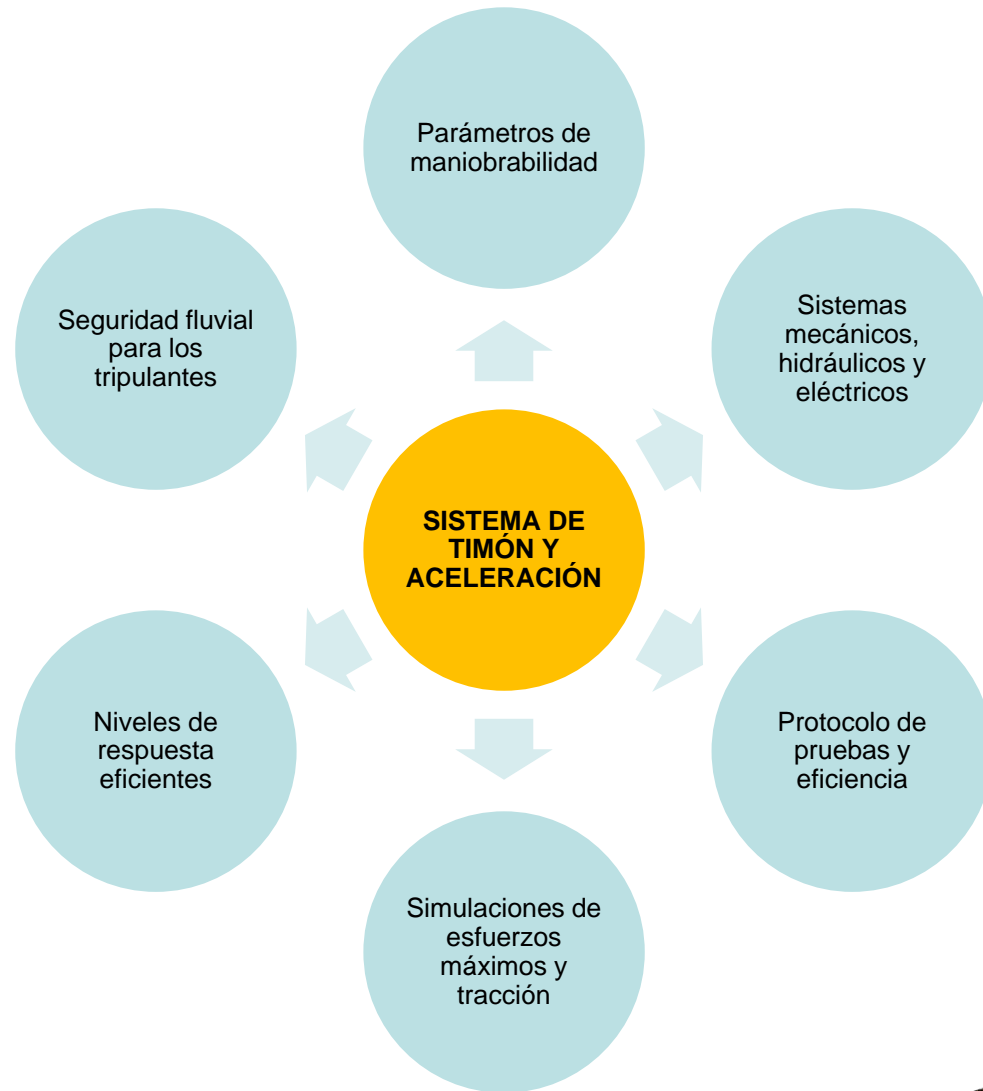 Parámetros de
maniobrabilidad
Sistemas
mecánicos,
hidráulicos y
eléctricos
Protocolo de
pruebas y
eficiencia
Simulaciones de
esfuerzos
máximos y
tracción
Niveles de
respuesta
eficientes
Seguridad fluvial
para los
tripulantes
SISTEMA DE
TIMÓN Y
ACELERACIÓN